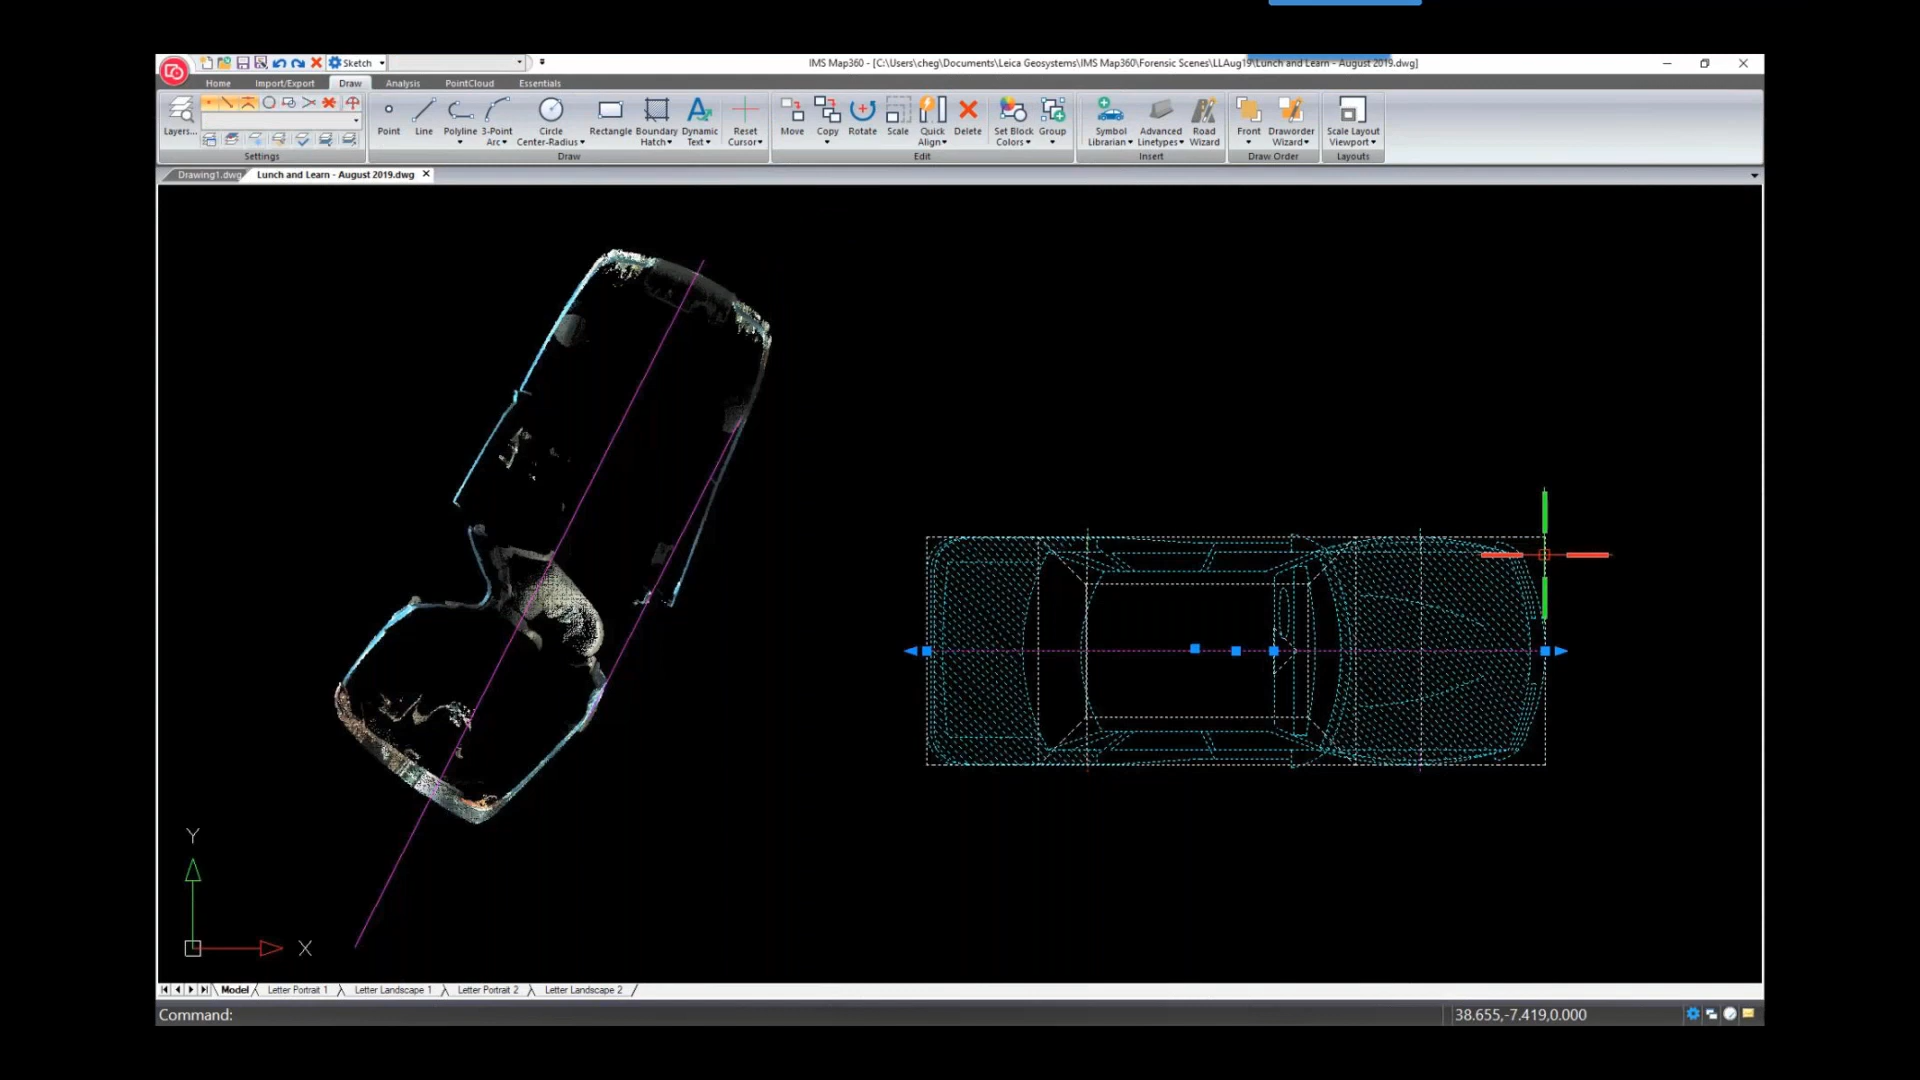 Sketch
IMS Map360 - [C:\Users\cheg\Documents\Leica Geosystems\IMS Map360\Forensic Scenes\LLAug19\Lunch and Learn - August 2019.dwg]
Home Import/Export Draw Analysis PointCloud Essentials
Layers... Point Line Polyline 3-Point Arc Circle Center-Radius Rectangle Boundary Hatch Dynamic Text Reset Cursor Move Copy Rotate Scale Quick Align Delete Set Block Colors Group Symbol Librarian Advanced Linetypes Road Wizard Front Draworder Wizard Scale Layout Viewport
Settings Draw Edit Insert Draw Order Layouts
Drawing1.dwg Lunch and Learn - August 2019.dwg
Y
X
Model Letter Portrait 1 Letter Landscape 1 Letter Portrait 2 Letter Landscape 2
Command: 38.655,-7.419,0.000